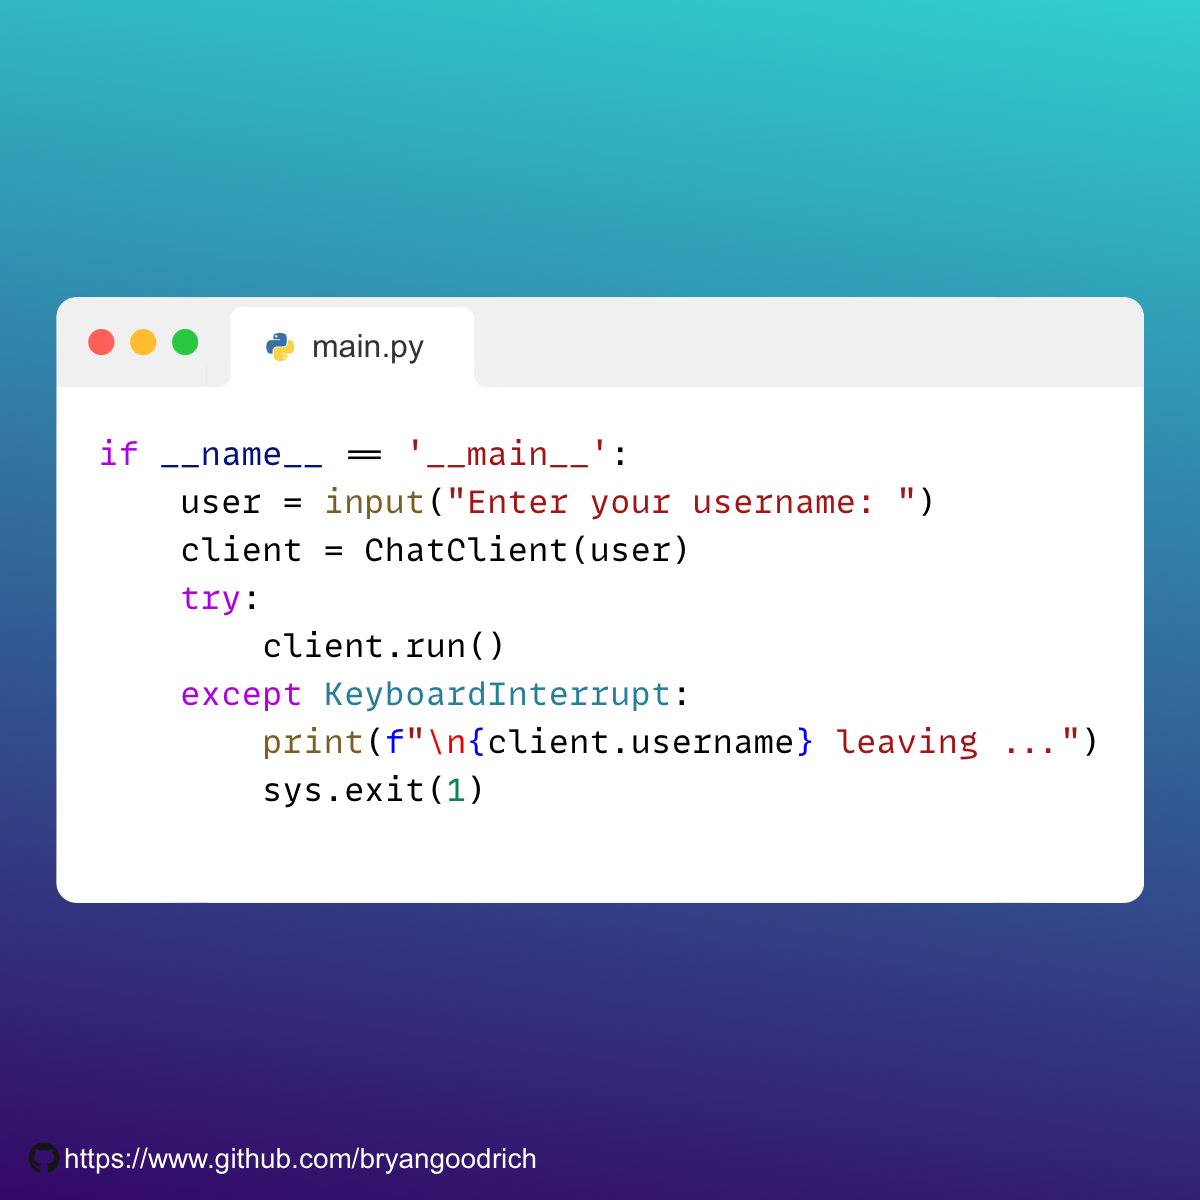 main.py
if __name__ == '__main__':
    user = input("Enter your username: ")
    client = ChatClient(user)
    try:
        client.run()
    except KeyboardInterrupt:
        print(f"\n{client.username} leaving ...")
        sys.exit(1)
https://www.github.com/bryangoodrich